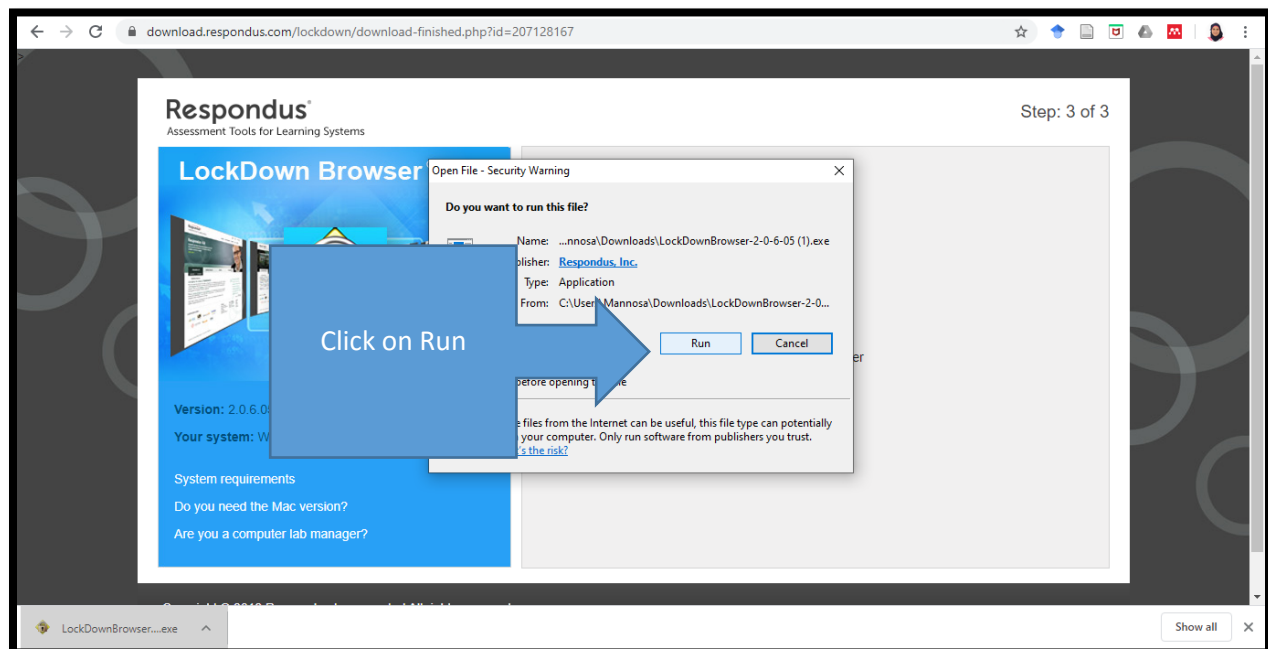 download.respondus.com/lockdown/download-finished.php?id=207128167
Respondus
Assessment Tools for Learning Systems
Step: 3 of 3
LockDown Browser
Open File - Security Warning
Do you want to run this file?
Name: ...nnosa\Downloads\LockDownBrowser-2-0-6-05 (1).exe
Respondus, Inc.
Type: Application
From: Mannosa\Downloads\LockDownBrowser-2-0...
Click on Run
Run Cancel
before opening
files from the Internet can be useful, this file type can potentially
your computer. Only run software from publishers you trust.
the risk?
Version: 2.0.6.0
Your system:
System requirements
Do you need the Mac version?
Are you a computer lab manager?
LockDownBrowser....exe
Show all